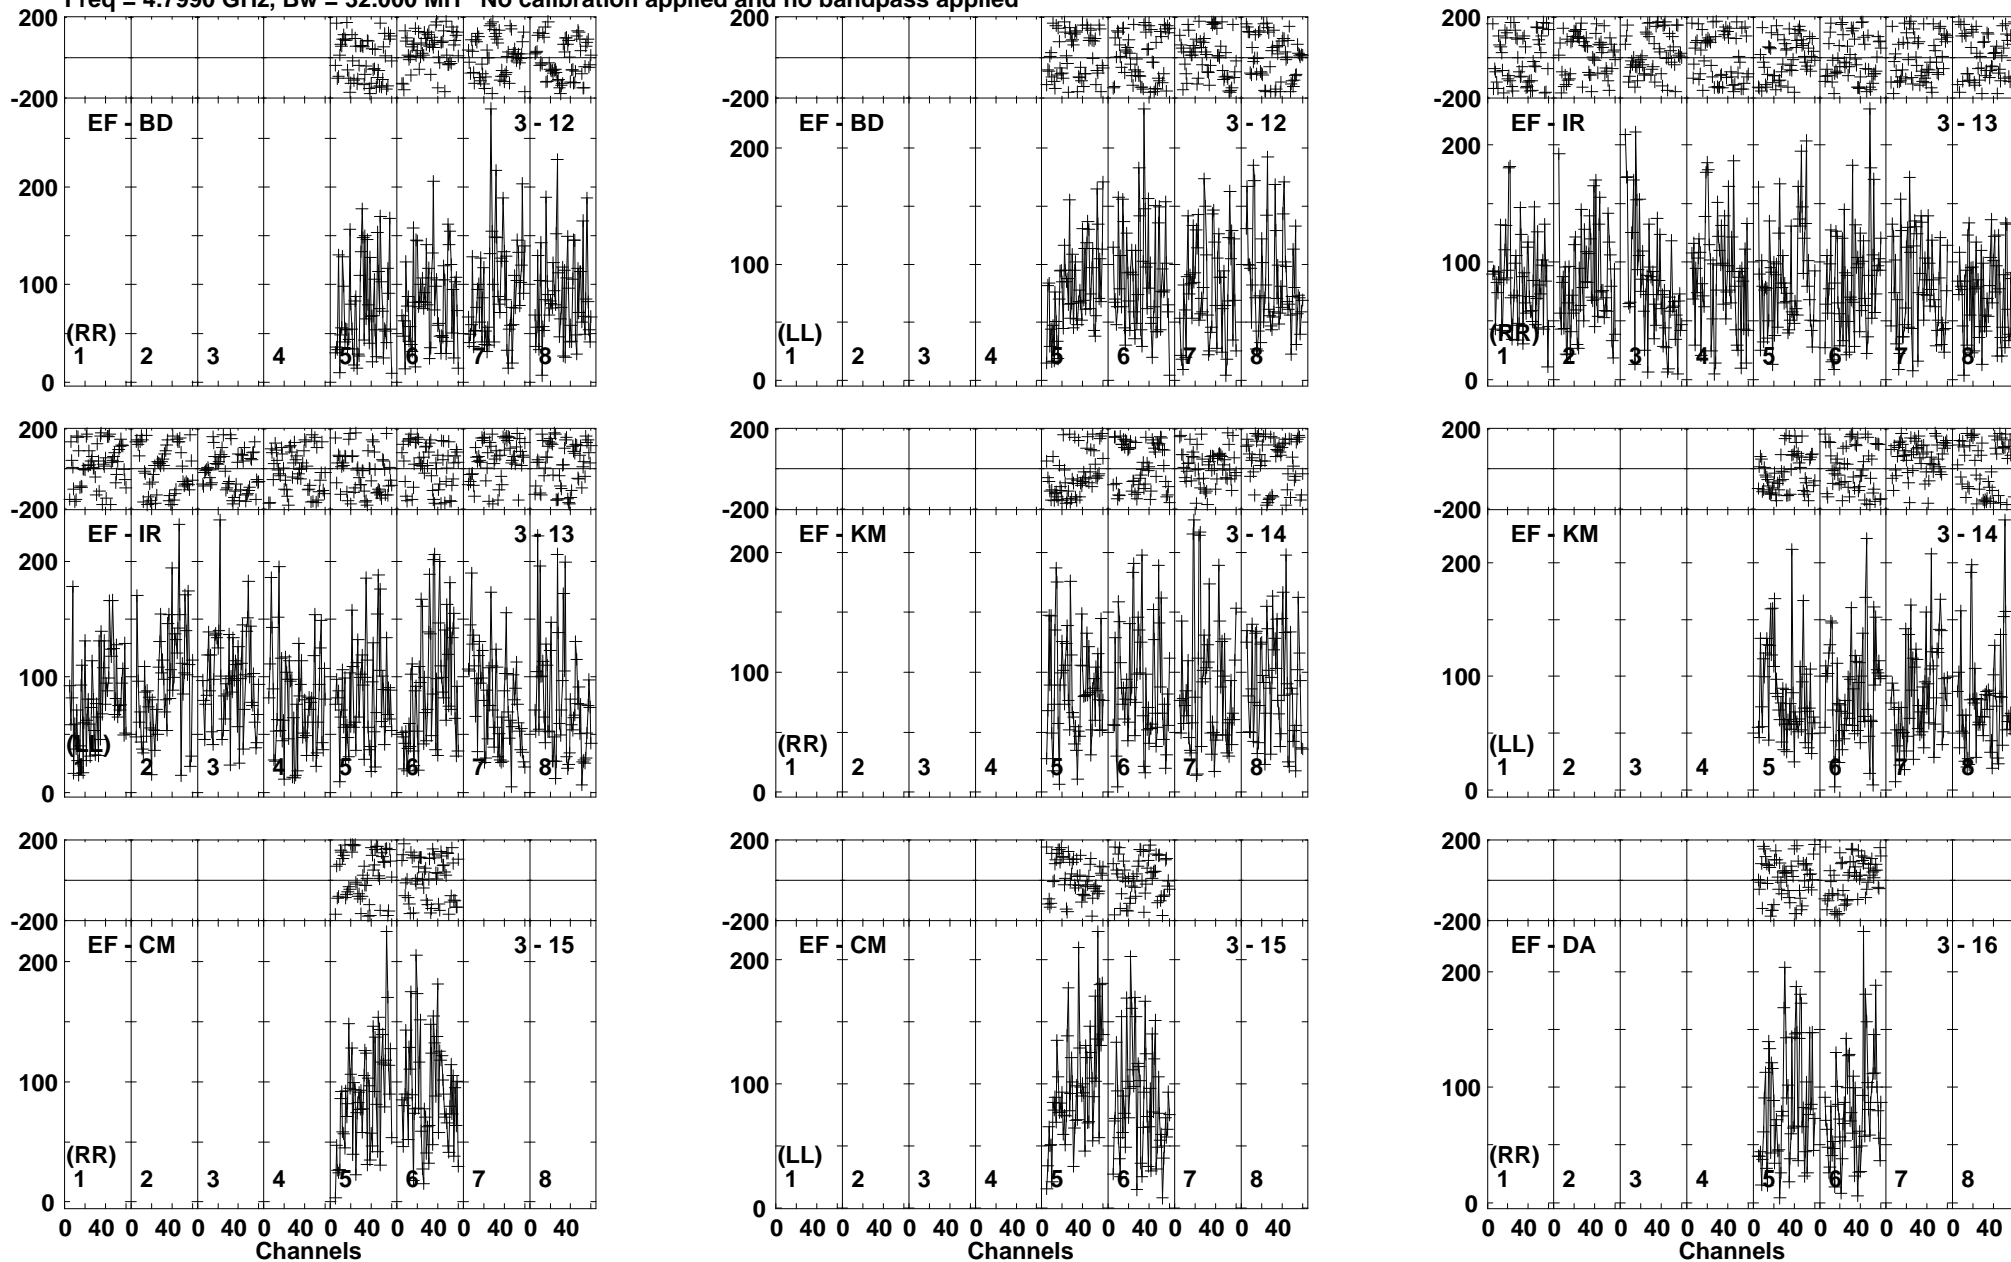 Freq = 4.7990 GHz, Bw = 32.000 MH No calibration applied and no bandpass applied
200 200 200
-200 -200 -200
EF - BD 3 - 12 EF - BD 3 - 12 EF - IR 3 - 13
200 200 200
100 100 100
(RR) (LL) (RR)
1 2 3 4 5 6 7 8 1 2 3 4 5 6 7 8 1 2 3 4 5 6 7 8
0 0 0
200 200 200
-200 -200 -200
EF - IR 3 - 13 EF - KM 3 - 14 EF - KM 3 - 14
200 200 200
100 100 100
(LL) (RR) (LL)
1 2 3 4 5 6 7 8 1 2 3 4 5 6 7 8 1 2 3 4 5 6 7 8
0 0 0
200 200 200
-200 -200 -200
EF - CM 3 - 15 EF - CM 3 - 15 EF - DA 3 - 16
200 200 200
100 100 100
(RR) (LL) (RR)
1 2 3 4 5 6 7 8 1 2 3 4 5 6 7 8 1 2 3 4 5 6 7 8
0 0 0
0 40 0 40 0 40 0 40 0 40 0 40 0 40 0 40 0 40 0 40 0 40 0 40 0 40 0 40 0 40 0 40 0 40 0 40 0 40 0 40 0 40 0 40 0 40 0 40
Channels Channels Channels